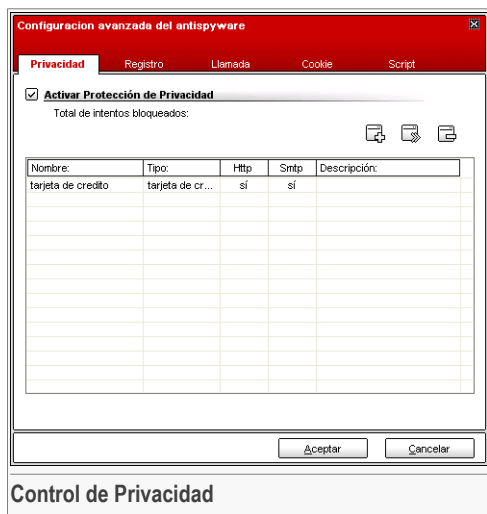 Configuracion avanzada del antispyware
Privacidad Registro Llamada Cookie Script
Activar Protección de Privacidad
Total de intentos bloqueados:
Nombre: Tipo: Http Smtp Descripción:
tarjeta de credito tarjeta de cr... sí sí
Aceptar Cancelar
Control de Privacidad